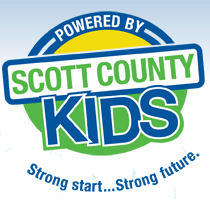 POWERED BY
SCOTT COUNTY
KIDS
Strong start...Strong future.